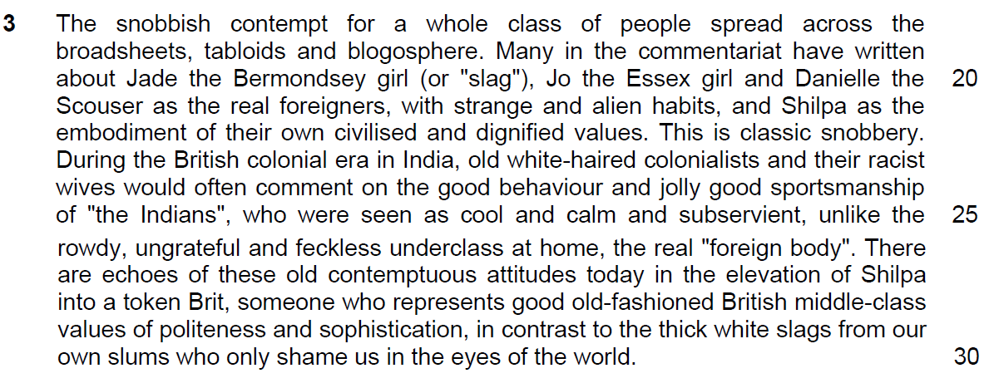 3 The snobbish contempt for a whole class of people spread across the
broadsheets, tabloids and blogosphere. Many in the commentariat have written
about Jade the Bermondsey girl (or "slag"), Jo the Essex girl and Danielle the 20
Scouser as the real foreigners, with strange and alien habits, and Shilpa as the
embodiment of their own civilised and dignified values. This is classic snobbery.
During the British colonial era in India, old white-haired colonialists and their racist
wives would often comment on the good behaviour and jolly good sportsmanship
of "the Indians", who were seen as cool and calm and subservient, unlike the 25
rowdy, ungrateful and feckless underclass at home, the real "foreign body". There
are echoes of these old contemptuous attitudes today in the elevation of Shilpa
into a token Brit, someone who represents good old-fashioned British middle-class
values of politeness and sophistication, in contrast to the thick white slags from our
own slums who only shame us in the eyes of the world. 30